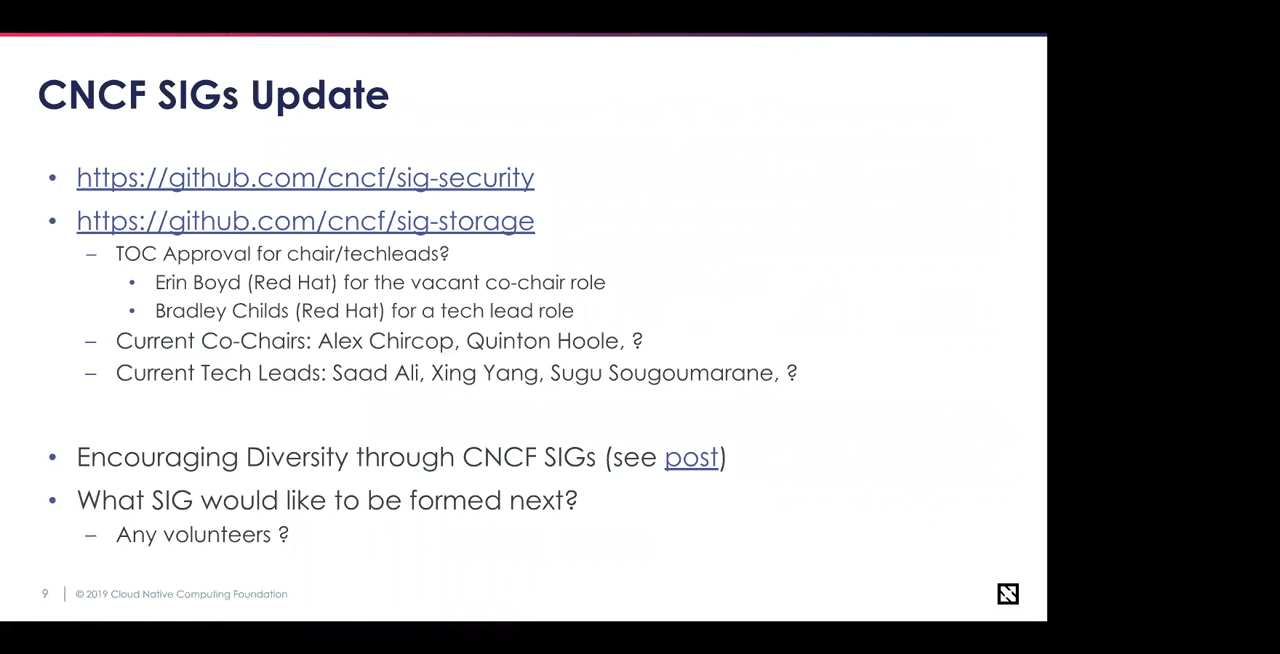 CNCF SIGs Update
• https://github.com/cncf/sig-security
• https://github.com/cncf/sig-storage
– TOC Approval for chair/techleads?
• Erin Boyd (Red Hat) for the vacant co-chair role
• Bradley Childs (Red Hat) for a tech lead role
– Current Co-Chairs: Alex Chircop, Quinton Hoole, ?
– Current Tech Leads: Saad Ali, Xing Yang, Sugu Sougoumarane, ?
• Encouraging Diversity through CNCF SIGs (see post)
• What SIG would like to be formed next?
– Any volunteers ?
9 | © 2019 Cloud Native Computing Foundation